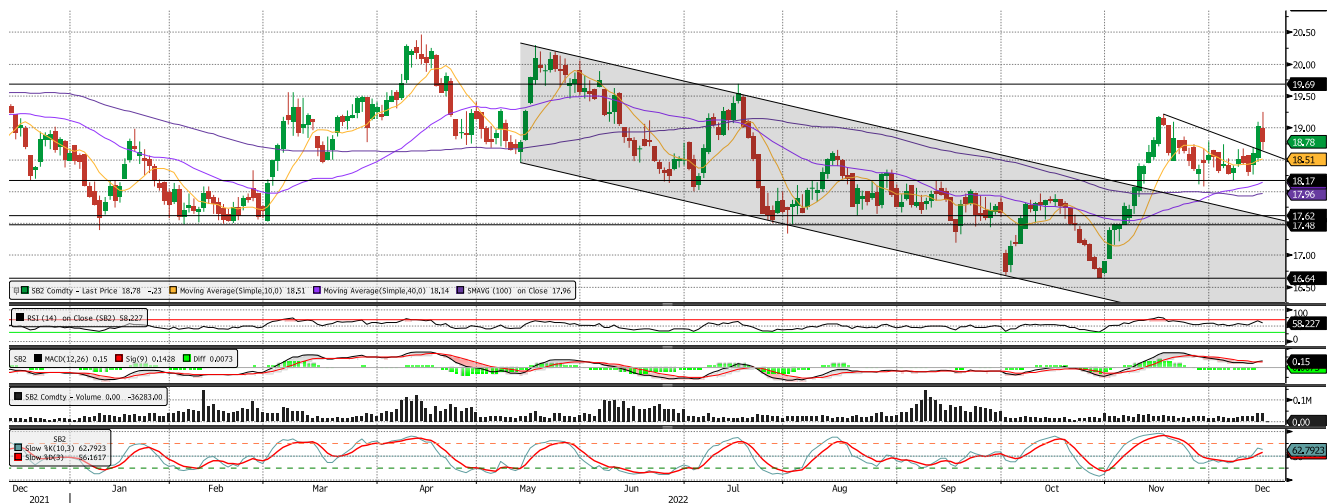 20.50
20.00
19.69
19.50
19.00
18.78
18.51
18.17
17.96
17.62
17.48
17.00
16.64
16.50
SB2 Comdty - Last Price 18.78 -.23 Moving Average(Simple,10,0) 18.51 Moving Average(Simple,40,0) 18.14 SMAVG (100) on Close 17.96
100
RSI (14) on Close (SB2) 58.227
58.227
0
SB2 MACD(12,26) 0.15 Sig(9) 0.1428 Diff 0.0073
0.15
SB2 Comdty - Volume 0.00 -36283.00
0.1M
0.00
SB2
Slow %K(10,3) 62.7923
Slow %D(3) 56.1617
62.7923
Dec Jan Feb Mar Apr May Jun Jul Aug Sep Oct Nov Dec
2021 2022